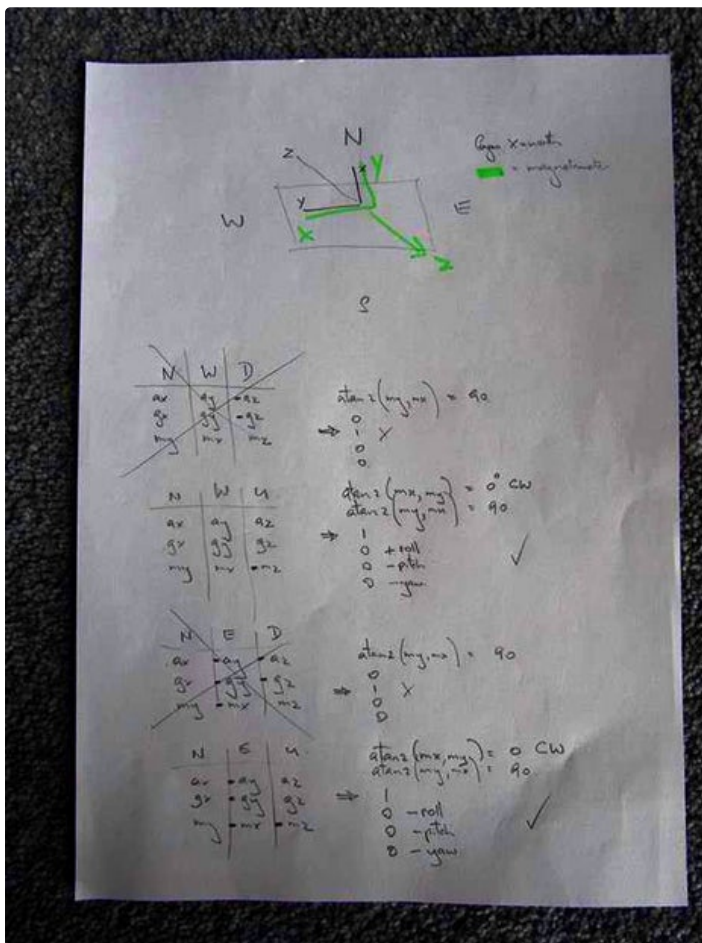 N
Z x y
= magnetometer
y
W E
x
z
S
N W D
ax ay -az
gx gy -gz
my mx mz
⇒
atan2(my,mx) = 90
0
1 X
0
0
N W U
ax ay az
gx gy gz
my mx -mz
⇒
atan2(mx,my) = 0° CW
atan2(my,mx) = 90
1
0 + roll
0 - pitch
0 - yaw
✓
N E D
ax -ay -az
gx -gy -gz
my -mx mz
⇒
atan2(my,mx) = 90
0
1 X
0
0
N E U
ax -ay az
gx -gy gz
my -mx -mz
⇒
atan2(mx,my) = 0 CW
atan2(my,mx) = 90
1
0 - roll
0 - pitch
0 - yaw
✓